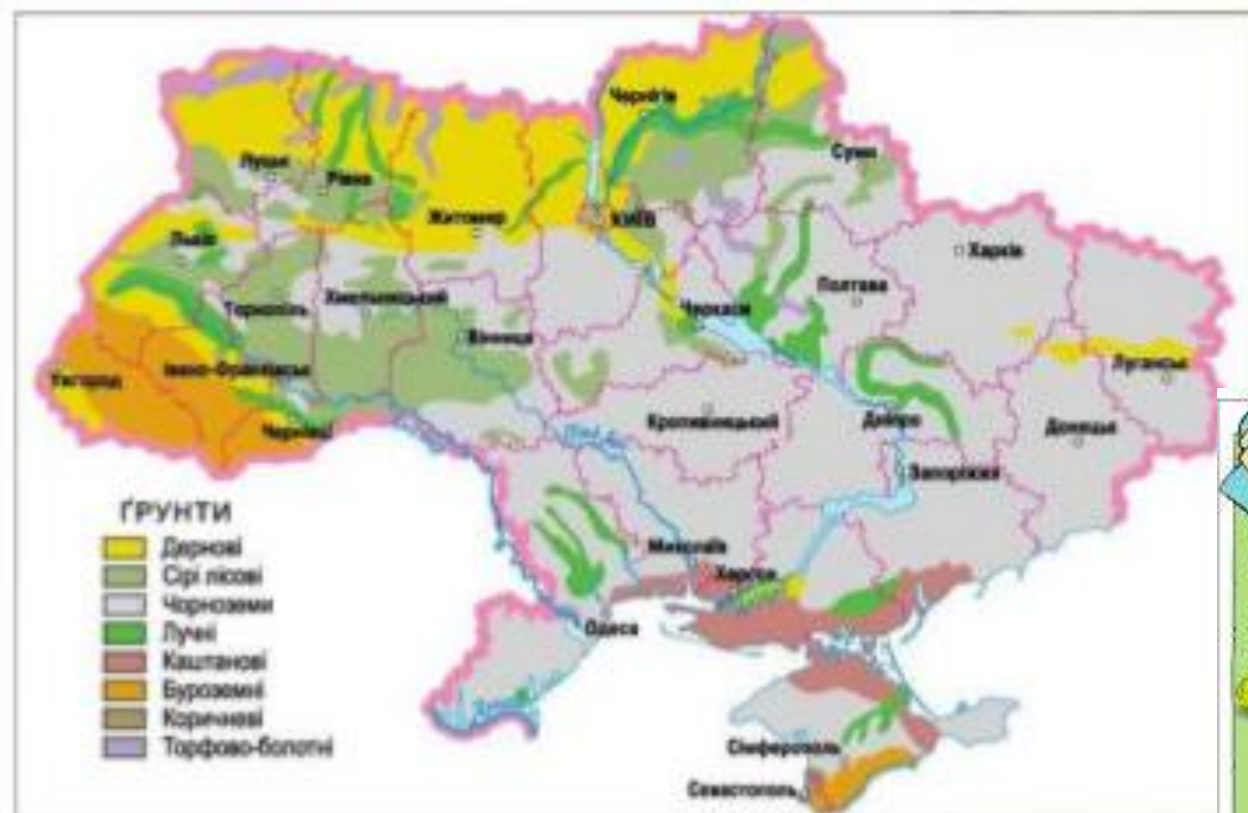 Чернігів
Суми
Луцьк
Рівне
Житомир
КИЇВ
Харків
Львів
Тернопіль
Хмельницький
Черкаси
Полтава
Вінниця
Луганськ
Ужгород
Івано-Франківськ
Чернівці
Кропивницький
Дніпро
Донецьк
Запоріжжя
Миколаїв
Херсон
Одеса
Сімферополь
Севастополь
ҐРУНТИ
Дернові
Сірі лісові
Чорноземи
Лучні
Каштанові
Буроземні
Коричневі
Торфово-болотні